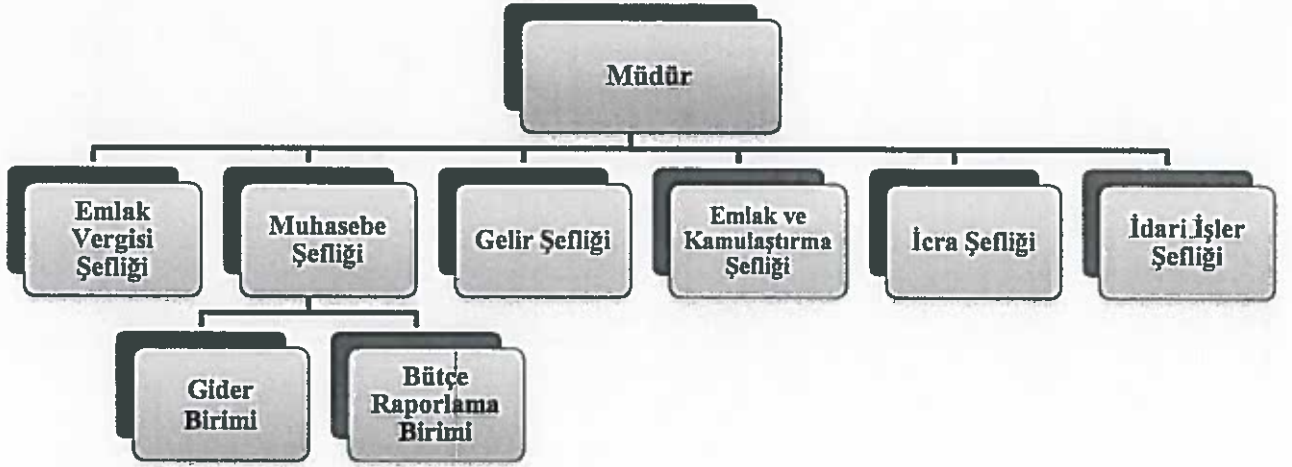 Müdür
Emlak
Vergisi
Şefliği
Muhasebe
Şefliği
Gelir Şefliği
Emlak ve
Kamulaştırma
Şefliği
İcra Şefliği
İdari İşler
Şefliği
Gider
Birimi
Bütçe
Raporlama
Birimi